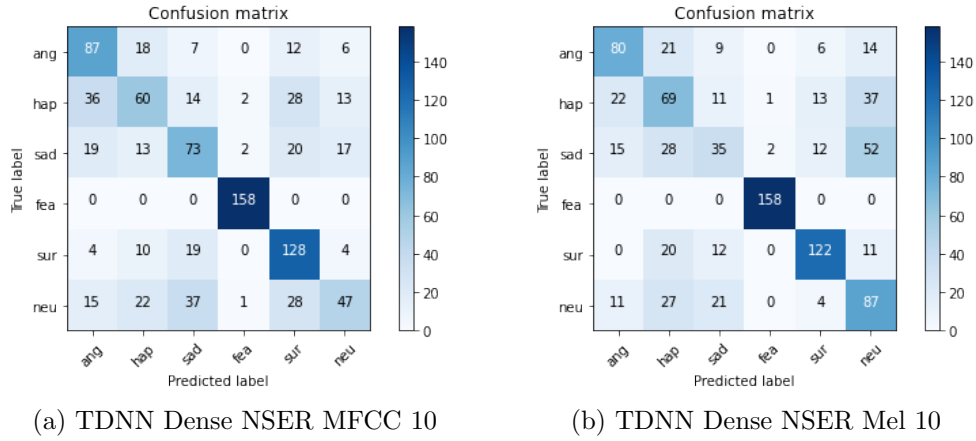 Confusion matrix
ang 87 18 7 0 12 6
hap 36 60 14 2 28 13
sad 19 13 73 2 20 17
fea 0 0 0 158 0 0
sur 4 10 19 0 128 4
neu 15 22 37 1 28 47
ang hap sad fea sur neu
True label
Predicted label
140
120
100
80
60
40
20
0
(a) TDNN Dense NSER MFCC 10
Confusion matrix
ang 80 21 9 0 6 14
hap 22 69 11 1 13 37
sad 15 28 35 2 12 52
fea 0 0 0 158 0 0
sur 0 20 12 0 122 11
neu 11 27 21 0 4 87
ang hap sad fea sur neu
True label
Predicted label
140
120
100
80
60
40
20
0
(b) TDNN Dense NSER Mel 10